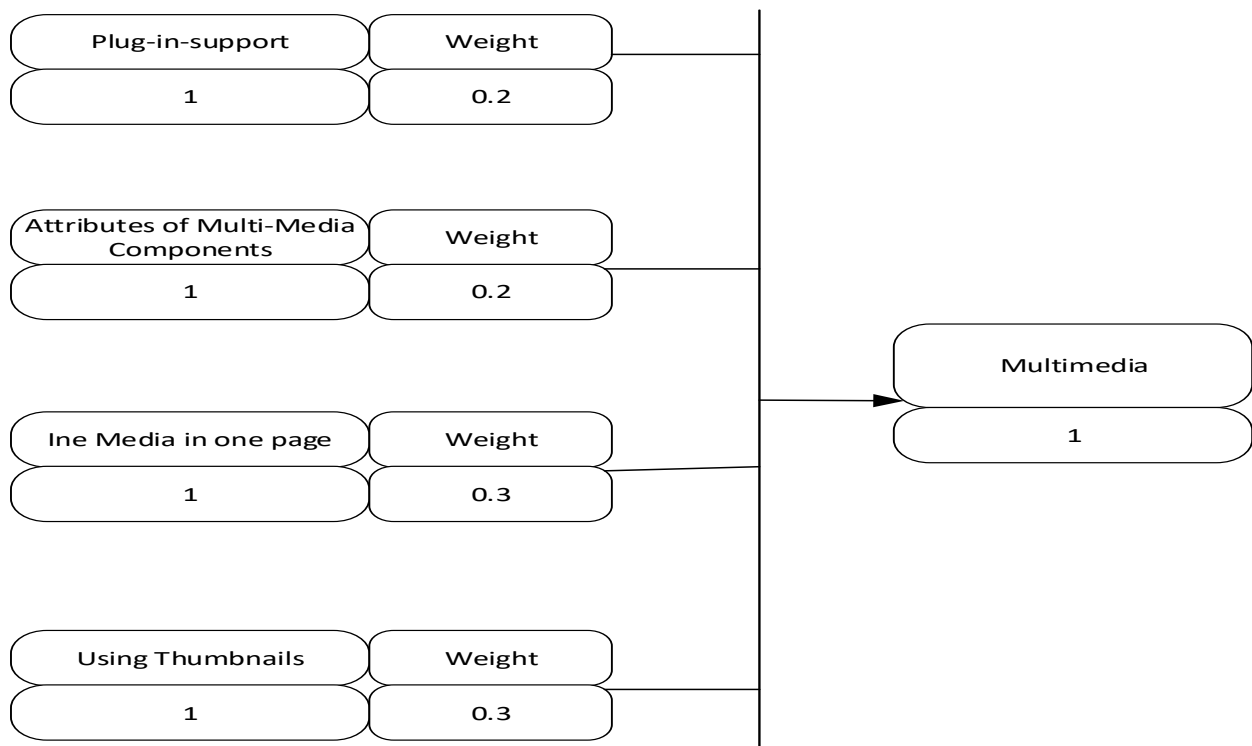 Plug-in-support Weight
1 0.2
Attributes of Multi-Media
Components
Weight
1 0.2
Ine Media in one page Weight
1 0.3
Using Thumbnails Weight
1 0.3
Multimedia
1